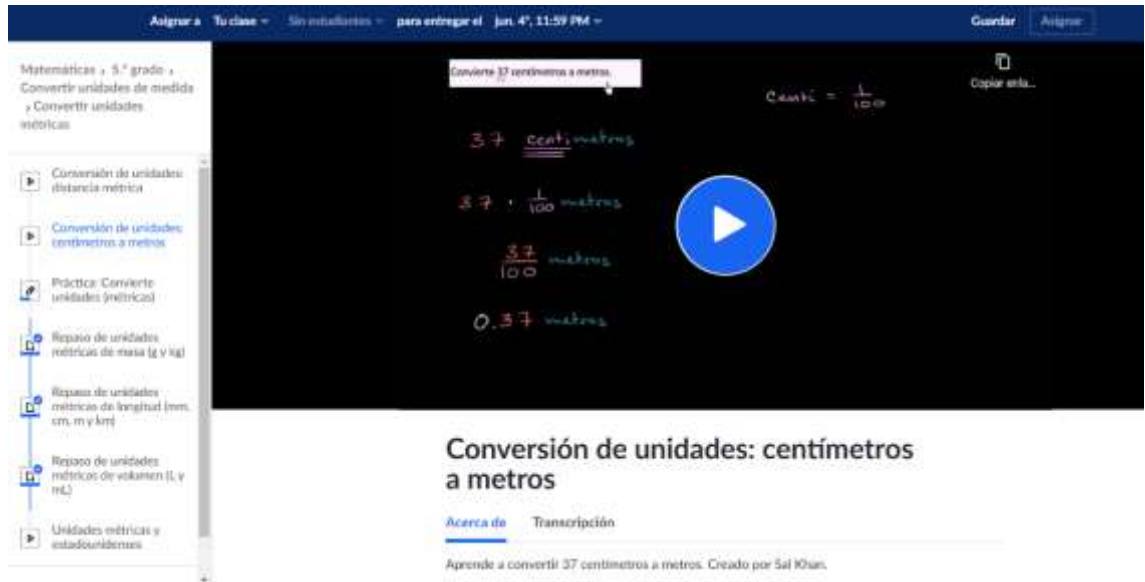 Asignar a Tu clase Sin estudiantes para entregar el jun. 4º, 11:59 PM Guardar Asignar
Matemáticas › 5.º grado ›
Convertir unidades de medida
› Convertir unidades
métricas
Conversión de unidades:
distancia métrica
Conversión de unidades:
centímetros a metros
Práctica: Convierte
unidades (métricas)
Repaso de unidades
métricas de masa (g y kg)
Repaso de unidades
métricas de longitud (mm,
cm, m y km)
Repaso de unidades
métricas de volumen (L y
mL)
Unidades métricas y
estadounidenses
Convierte 37 centímetros a metros.
Copiar enla...
Centi = 1/100
37 centimetros
37 · 1/100 metros
37/100 metros
0.37 metros
Conversión de unidades: centímetros
a metros
Acerca de Transcripción
Aprende a convertir 37 centímetros a metros. Creado por Sal Khan.